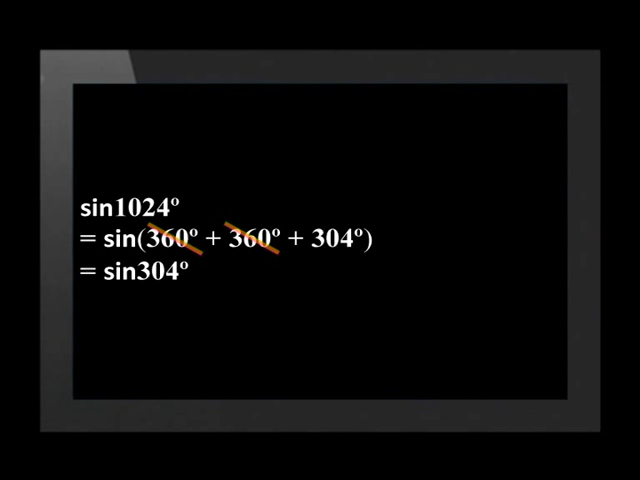 sin1024º
= sin(360º + 360º + 304º)
= sin304º